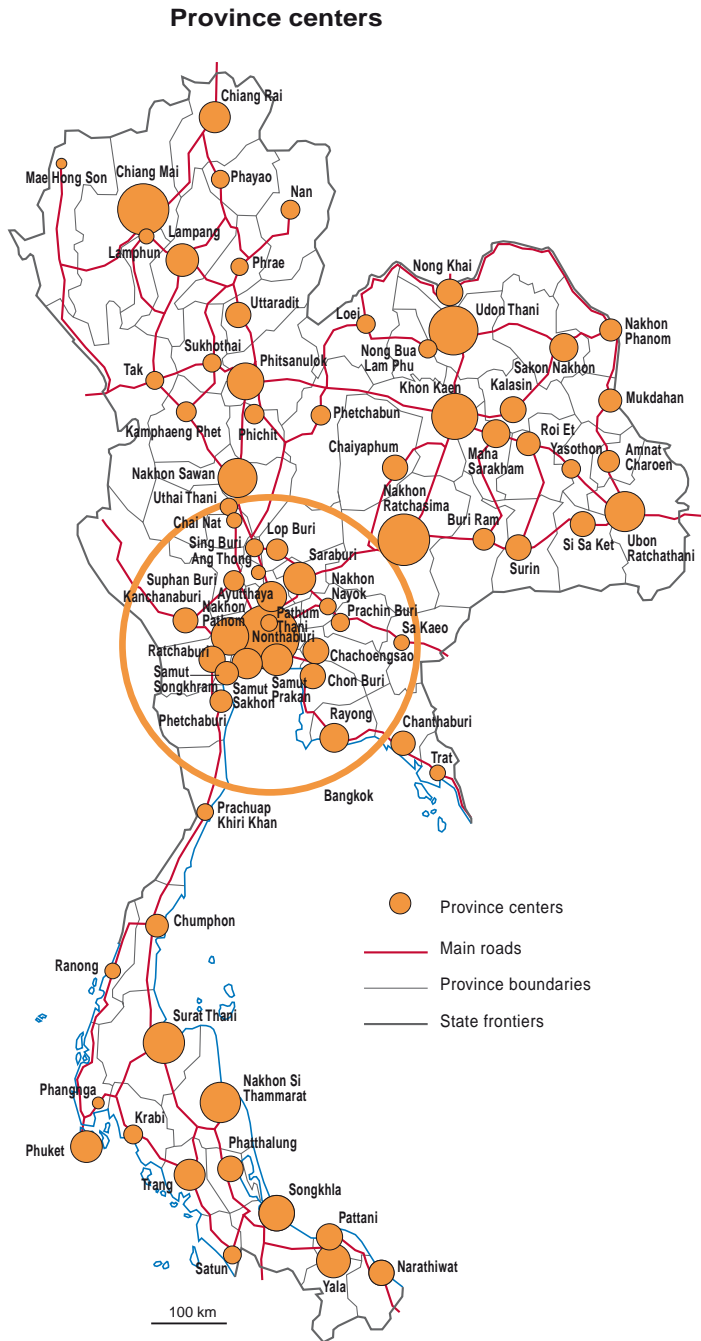 Province centers
Chiang Rai
Mae Hong Son
Chiang Mai
Phayao
Nan
Lamphun
Lampang
Phrae
Nong Khai
Uttaradit
Loei
Udon Thani
Nakhon
Phanom
Sukhothai
Nong Bua
Lam Phu
Sakon Nakhon
Tak
Phitsanulok
Khon Kaen
Kalasin
Mukdahan
Kamphaeng Phet
Phichit
Phetchabun
Chaiyaphum
Mana
Sarakham
Roi Et
Yasothon
Amnat
Charoen
Nakhon Sawan
Uthai Thani
Nakhon
Ratchasima
Buri Ram
Surin
Si Sa Ket
Ubon
Ratchathani
Chai Nat
Lop Buri
Sing Buri
Ang Thong
Saraburi
Suphan Buri
Ayutthaya
Nakhon
Nayok
Kanchanaburi
Nakhon
Pathom
Pathum
Thani
Prachin Buri
Sa Kaeo
Nonthaburi
Ratchaburi
Chachoengsao
Samut
Songkhram
Samut
Sakhon
Samut
Prakan
Chon Buri
Phetchaburi
Rayong
Chanthaburi
Trat
Bangkok
Prachuap
Khiri Khan
Province centers
Chumphon
Main roads
Ranong
Province boundaries
State frontiers
Surat Thani
Phangnga
Nakhon Si
Thammarat
Krabi
Phuket
Phatthalung
Trang
Songkhla
Pattani
Satun
Yala
Narathiwat
100 km